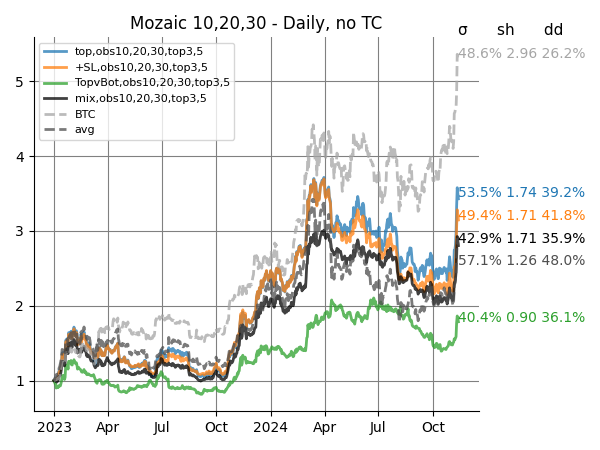 Mozaic 10,20,30 - Daily, no TC
σ sh dd
top,obs10,20,30,top3,5
+SL,obs10,20,30,top3,5
TopvBot,obs10,20,30,top3,5
mix,obs10,20,30,top3,5
BTC
avg
48.6% 2.96 26.2%
53.5% 1.74 39.2%
49.4% 1.71 41.8%
42.9% 1.71 35.9%
57.1% 1.26 48.0%
40.4% 0.90 36.1%
5
4
3
2
1
2023 Apr Jul Oct 2024 Apr Jul Oct